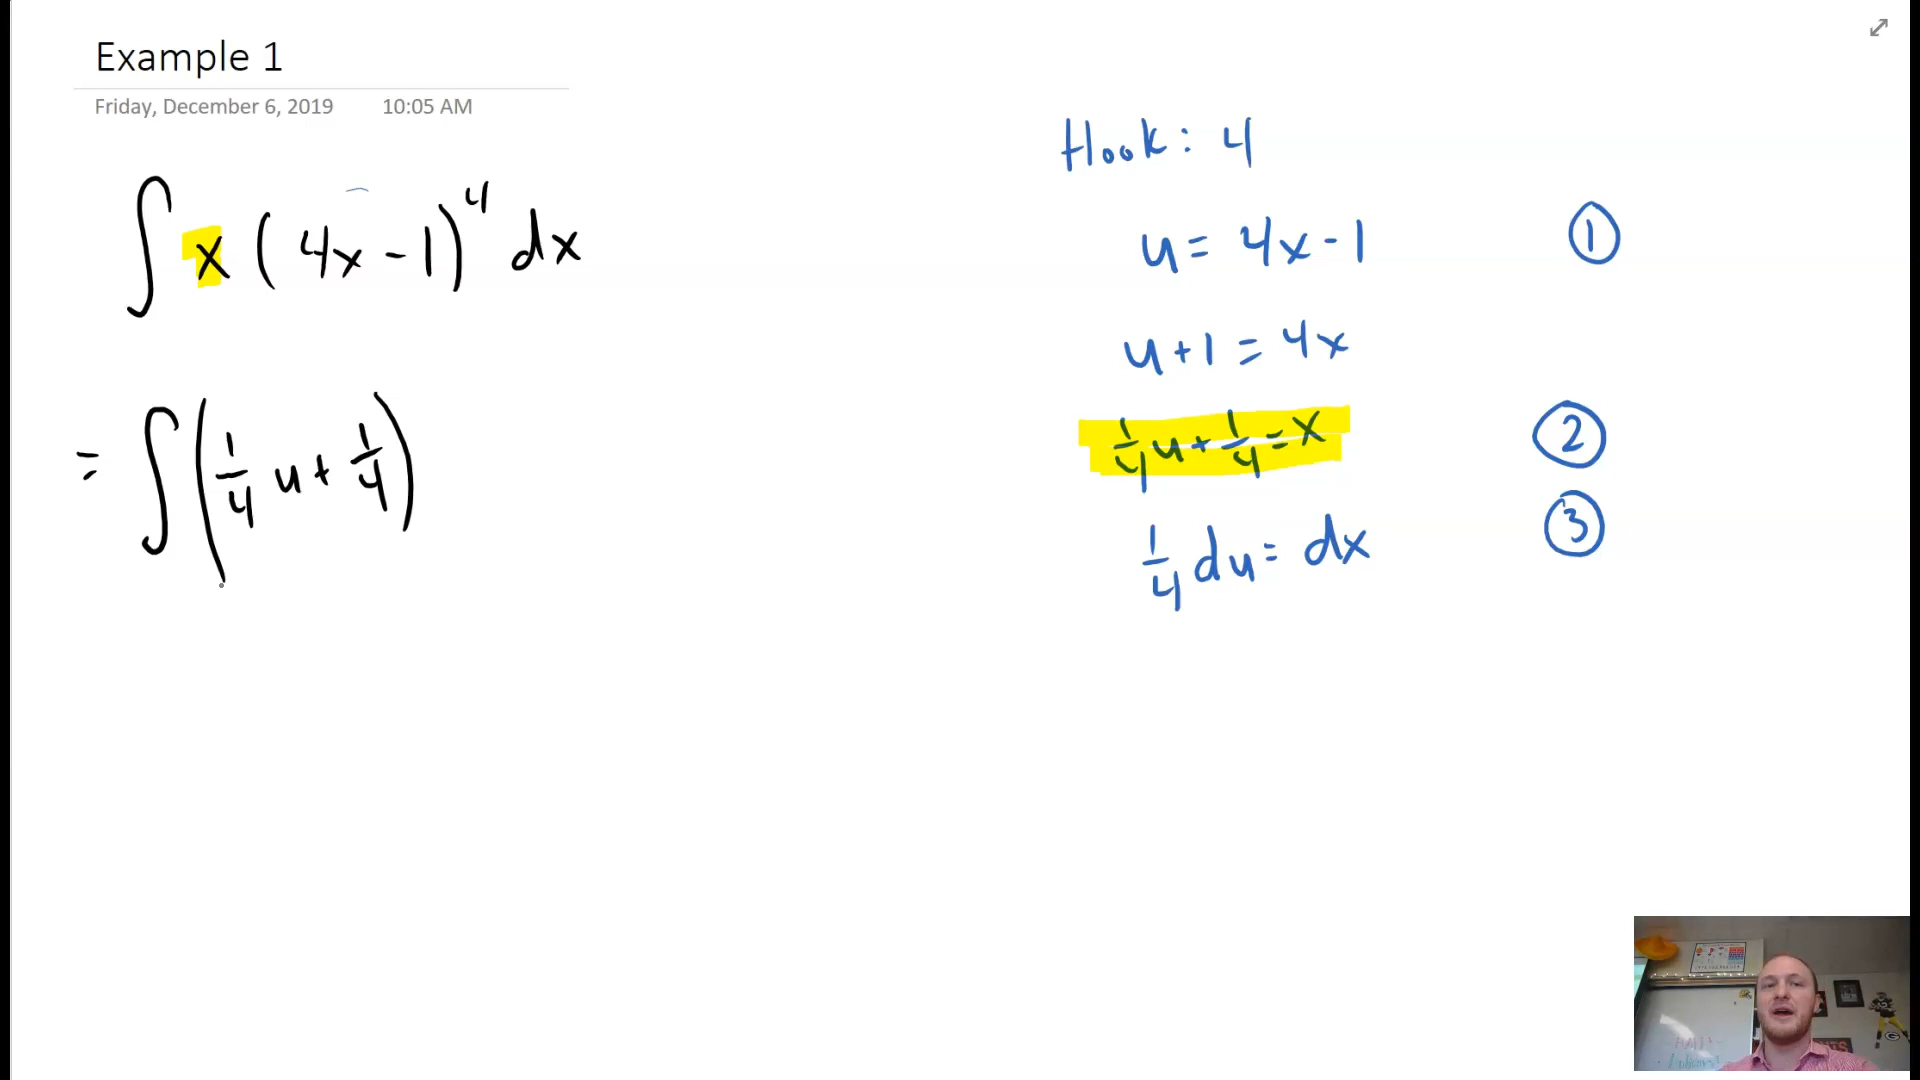 Example 1
Friday, December 6, 2019 10:05 AM
∫ x (4x - 1)^4 dx
= ∫ (1/4 u + 1/4)
Hook: 4
u = 4x - 1 ①
u + 1 = 4x
1/4 u + 1/4 = x ②
1/4 du = dx ③